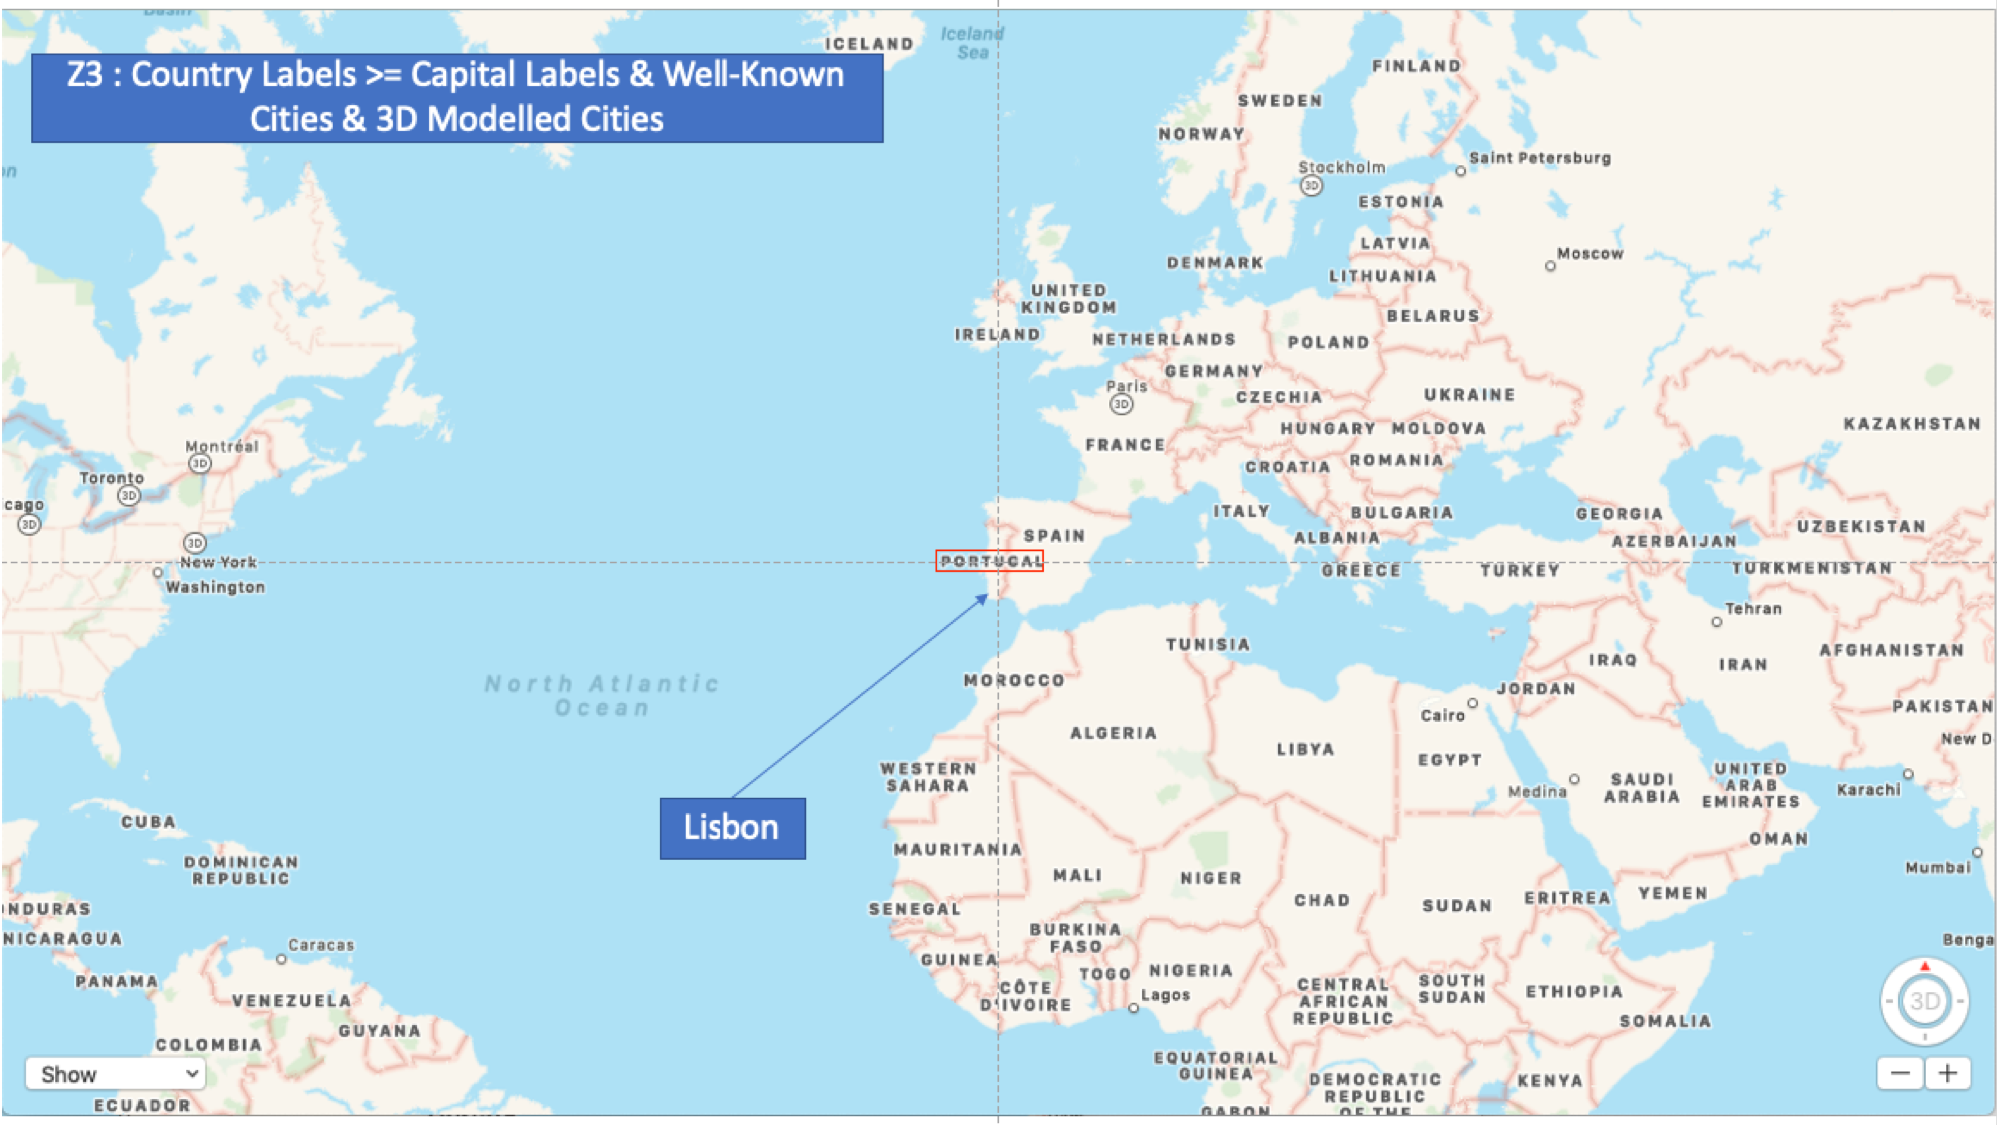 Basin
ICELAND
Iceland
Sea
Z3 : Country Labels >= Capital Labels & Well-Known
Cities & 3D Modelled Cities
FINLAND
SWEDEN
NORWAY
Stockholm
3D
Saint Petersburg
ESTONIA
LATVIA
Moscow
DENMARK
LITHUANIA
UNITED
KINGDOM
BELARUS
IRELAND
NETHERLANDS
POLAND
GERMANY
Paris
3D
CZECHIA
UKRAINE
KAZAKHSTAN
HUNGARY
MOLDOVA
FRANCE
Montréal
3D
CROATIA
ROMANIA
Toronto
3D
cago
3D
ITALY
BULGARIA
GEORGIA
UZBEKISTAN
SPAIN
ALBANIA
AZERBAIJAN
3D
New York
PORTUGAL
GREECE
TURKEY
TURKMENISTAN
Washington
Tehran
TUNISIA
AFGHANISTAN
IRAQ
IRAN
North Atlantic
Ocean
MOROCCO
JORDAN
PAKISTAN
Cairo
ALGERIA
LIBYA
New D
EGYPT
WESTERN
SAHARA
UNITED
ARAB
EMIRATES
SAUDI
ARABIA
Medina
Karachi
CUBA
Lisbon
OMAN
MAURITANIA
DOMINICAN
REPUBLIC
MALI
NIGER
Mumbai
CHAD
SUDAN
ERITREA
YEMEN
NDURAS
SENEGAL
NICARAGUA
BURKINA
FASO
Benga
Caracas
GUINEA
TOGO
NIGERIA
PANAMA
CÔTE
D'IVOIRE
Lagos
CENTRAL
AFRICAN
REPUBLIC
SOUTH
SUDAN
ETHIOPIA
3D
VENEZUELA
SOMALIA
GUYANA
COLOMBIA
EQUATORIAL
GUINEA
Show
DEMOCRATIC
REPUBLIC
OF THE
KENYA
ECUADOR
GABON